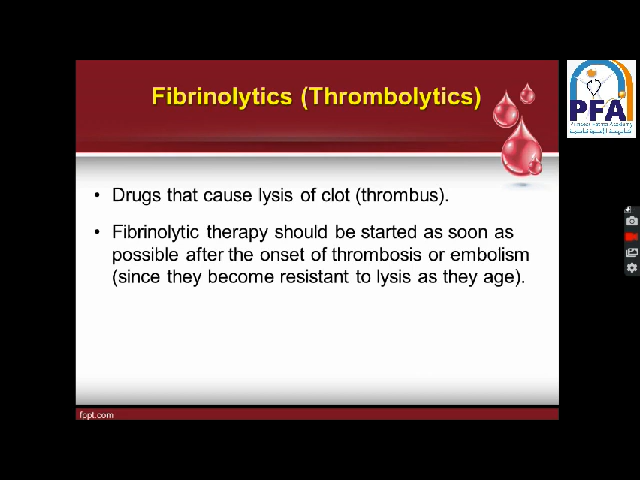 Fibrinolytics (Thrombolytics)
PFA
• Drugs that cause lysis of clot (thrombus).
• Fibrinolytic therapy should be started as soon as
possible after the onset of thrombosis or embolism
(since they become resistant to lysis as they age).
fppt.com